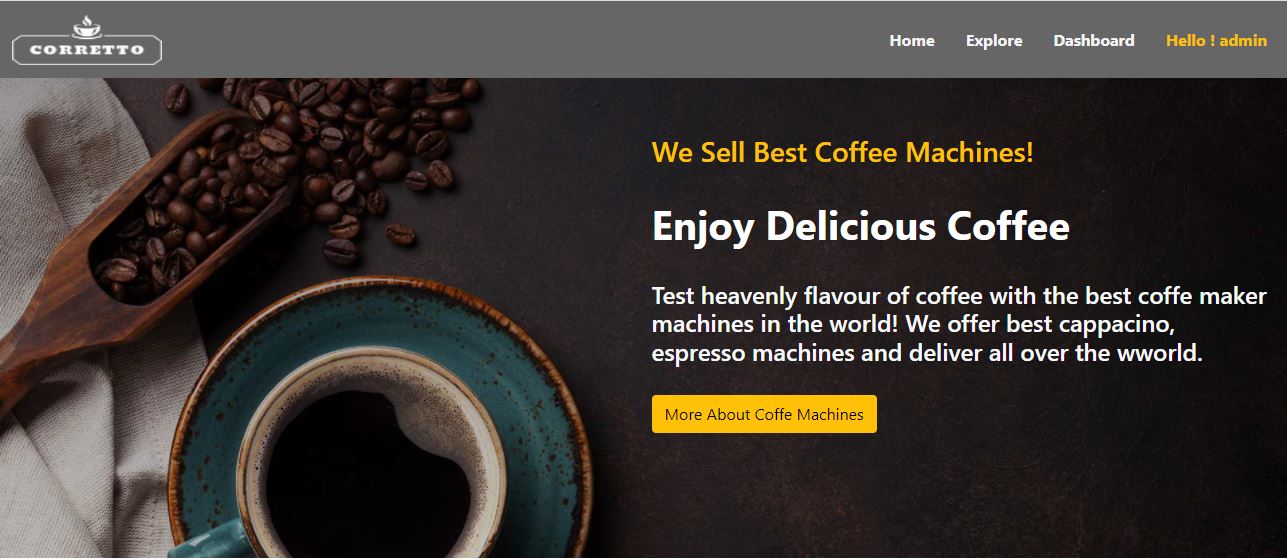 CORRETTO
Home Explore Dashboard Hello ! admin
We Sell Best Coffee Machines!
Enjoy Delicious Coffee
Test heavenly flavour of coffee with the best coffe maker
machines in the world! We offer best cappacino,
espresso machines and deliver all over the wworld.
More About Coffe Machines